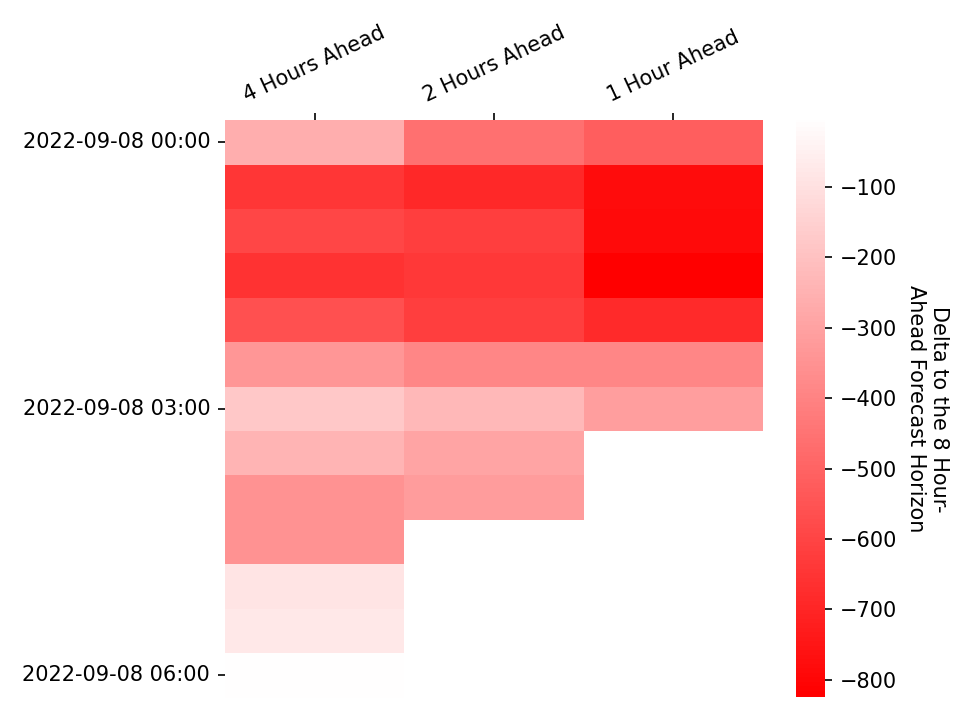 4 Hours Ahead
2 Hours Ahead
1 Hour Ahead
2022-09-08 00:00
2022-09-08 03:00
2022-09-08 06:00
−100
−200
−300
−400
−500
−600
−700
−800
Delta to the 8 Hour-
Ahead Forecast Horizon